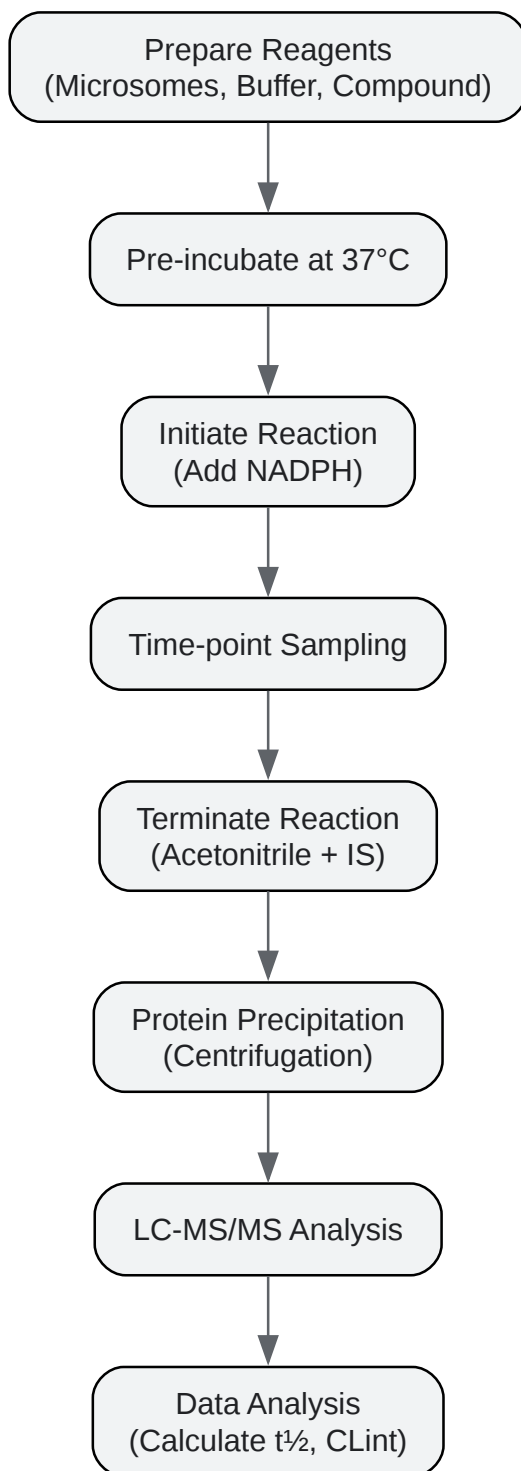 Prepare Reagents
(Microsomes, Buffer, Compound)
Pre-incubate at 37°C
Initiate Reaction
(Add NADPH)
Time-point Sampling
Terminate Reaction
(Acetonitrile + IS)
Protein Precipitation
(Centrifugation)
LC-MS/MS Analysis
Data Analysis
(Calculate t½, CLint)